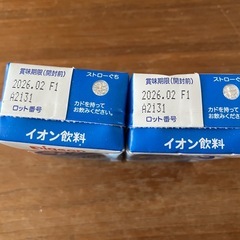 賞味期限(開封前)
2026.02 F1
A2131
ロット番号
ストローぐち
カドを持って
お飲みください。
イオン飲料
賞味期限(開封前)
2026.02 F1
A2131
ロット番号
ストローぐち
カドを持って
お飲みください。
イオン飲料